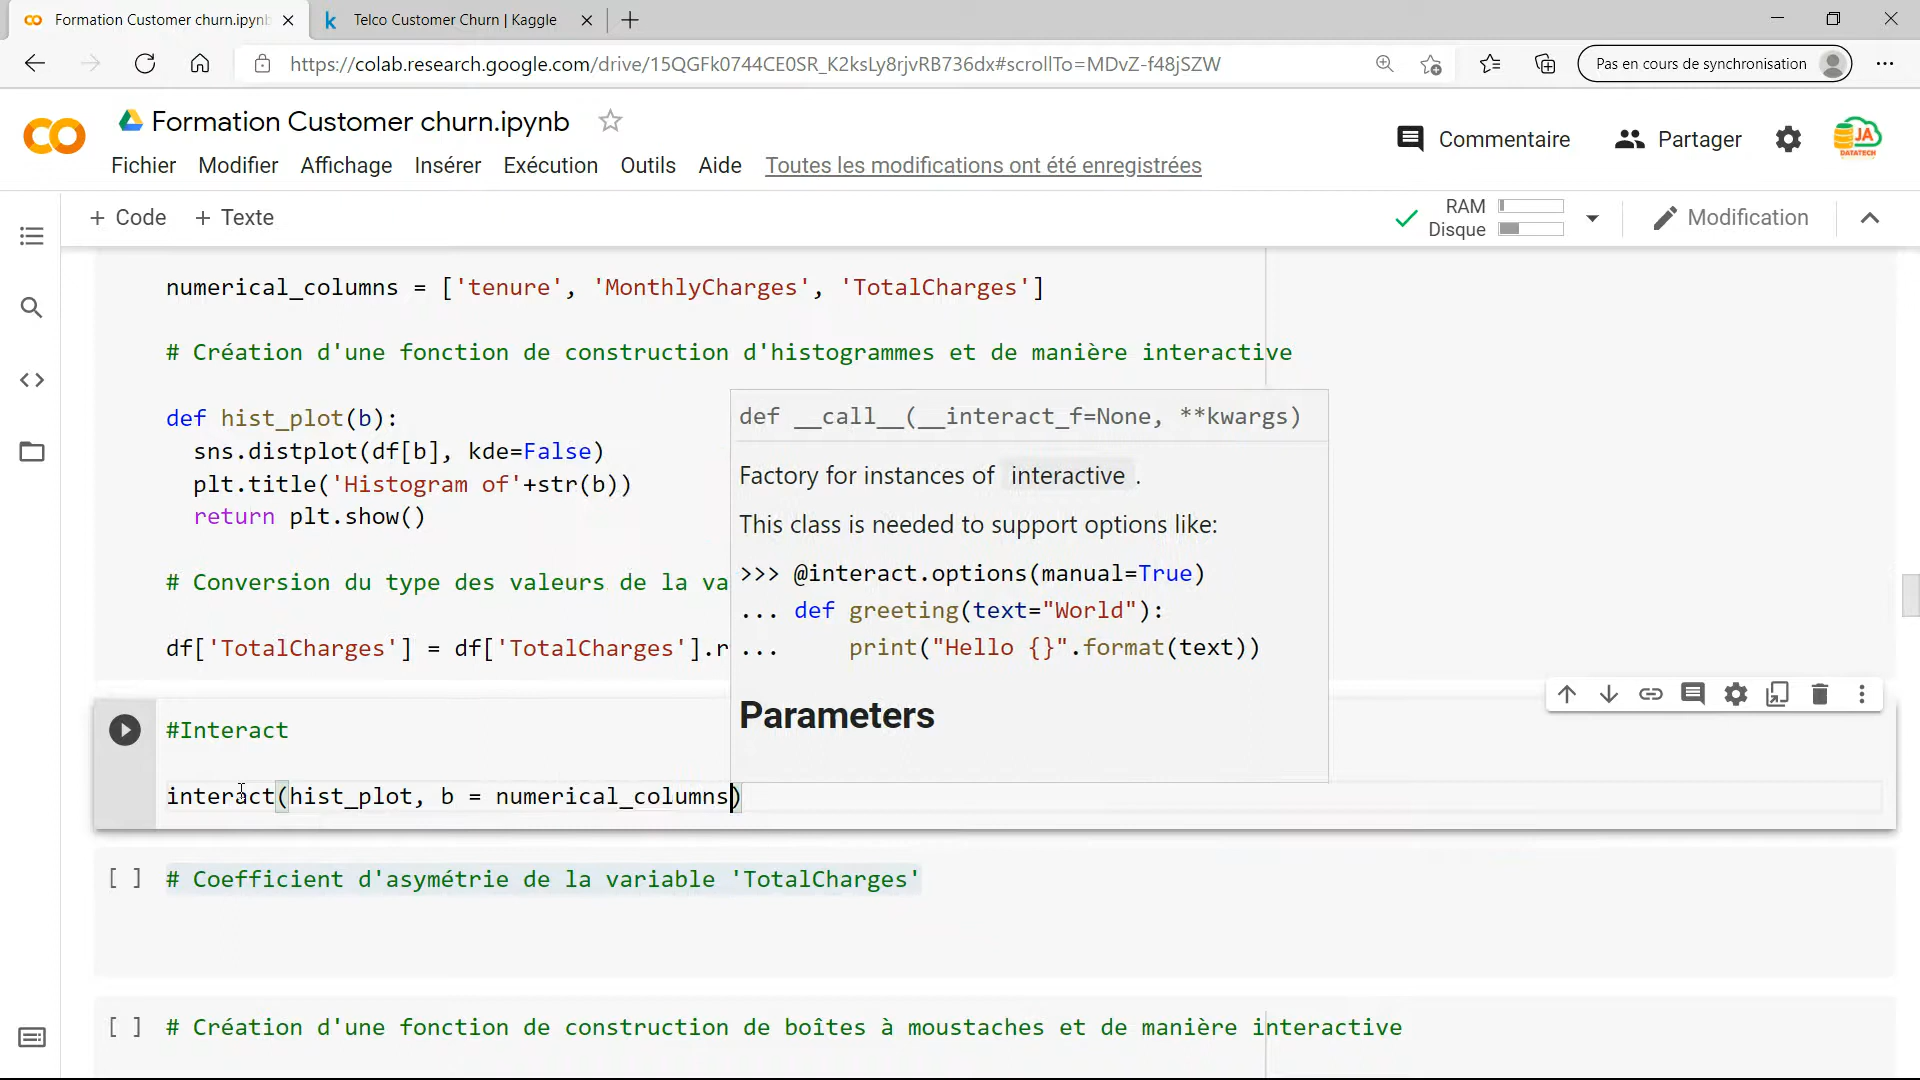 Formation Customer churn.ipynb
Telco Customer Churn | Kaggle
https://colab.research.google.com/drive/15QGFk0744CE0SR_K2ksLy8rjvRB736dx#scrollTo=MDvZ-f48jSZW
Pas en cours de synchronisation
Formation Customer churn.ipynb
Commentaire
Partager
JA
DATATECH
Fichier
Modifier
Affichage
Insérer
Exécution
Outils
Aide
Toutes les modifications ont été enregistrées
+ Code
+ Texte
RAM
Disque
Modification
numerical_columns = ['tenure', 'MonthlyCharges', 'TotalCharges']
# Création d'une fonction de construction d'histogrammes et de manière interactive
def hist_plot(b):
sns.distplot(df[b], kde=False)
plt.title('Histogram of'+str(b))
return plt.show()
# Conversion du type des valeurs de la va
df['TotalCharges'] = df['TotalCharges'].r
def __call__(__interact_f=None, **kwargs)
Factory for instances of interactive .
This class is needed to support options like:
>>> @interact.options(manual=True)
... def greeting(text="World"):
... print("Hello {}".format(text))
Parameters
#Interact
interact(hist_plot, b = numerical_columns)
[ ] # Coefficient d'asymétrie de la variable 'TotalCharges'
[ ] # Création d'une fonction de construction de boîtes à moustaches et de manière interactive